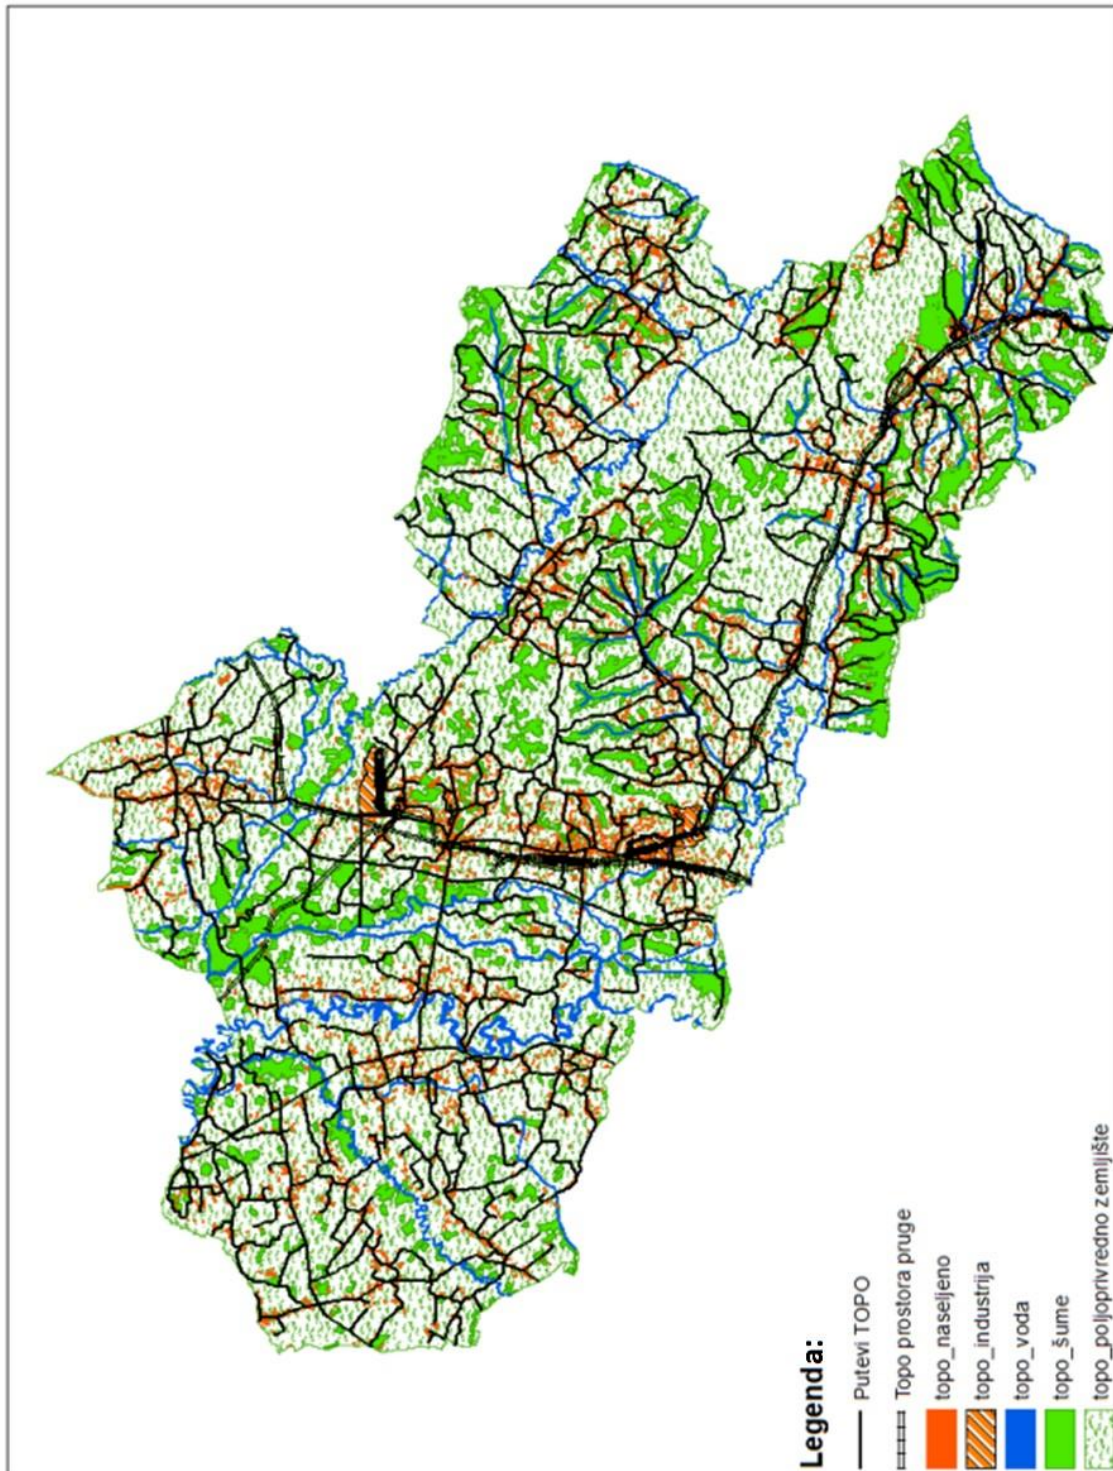 Legenda:
Putevi TOPO
Topo prostora pruge
topo_naseljeno
topo_industrija
topo_voda
topo_šume
topo_poljoprivredno zemljište